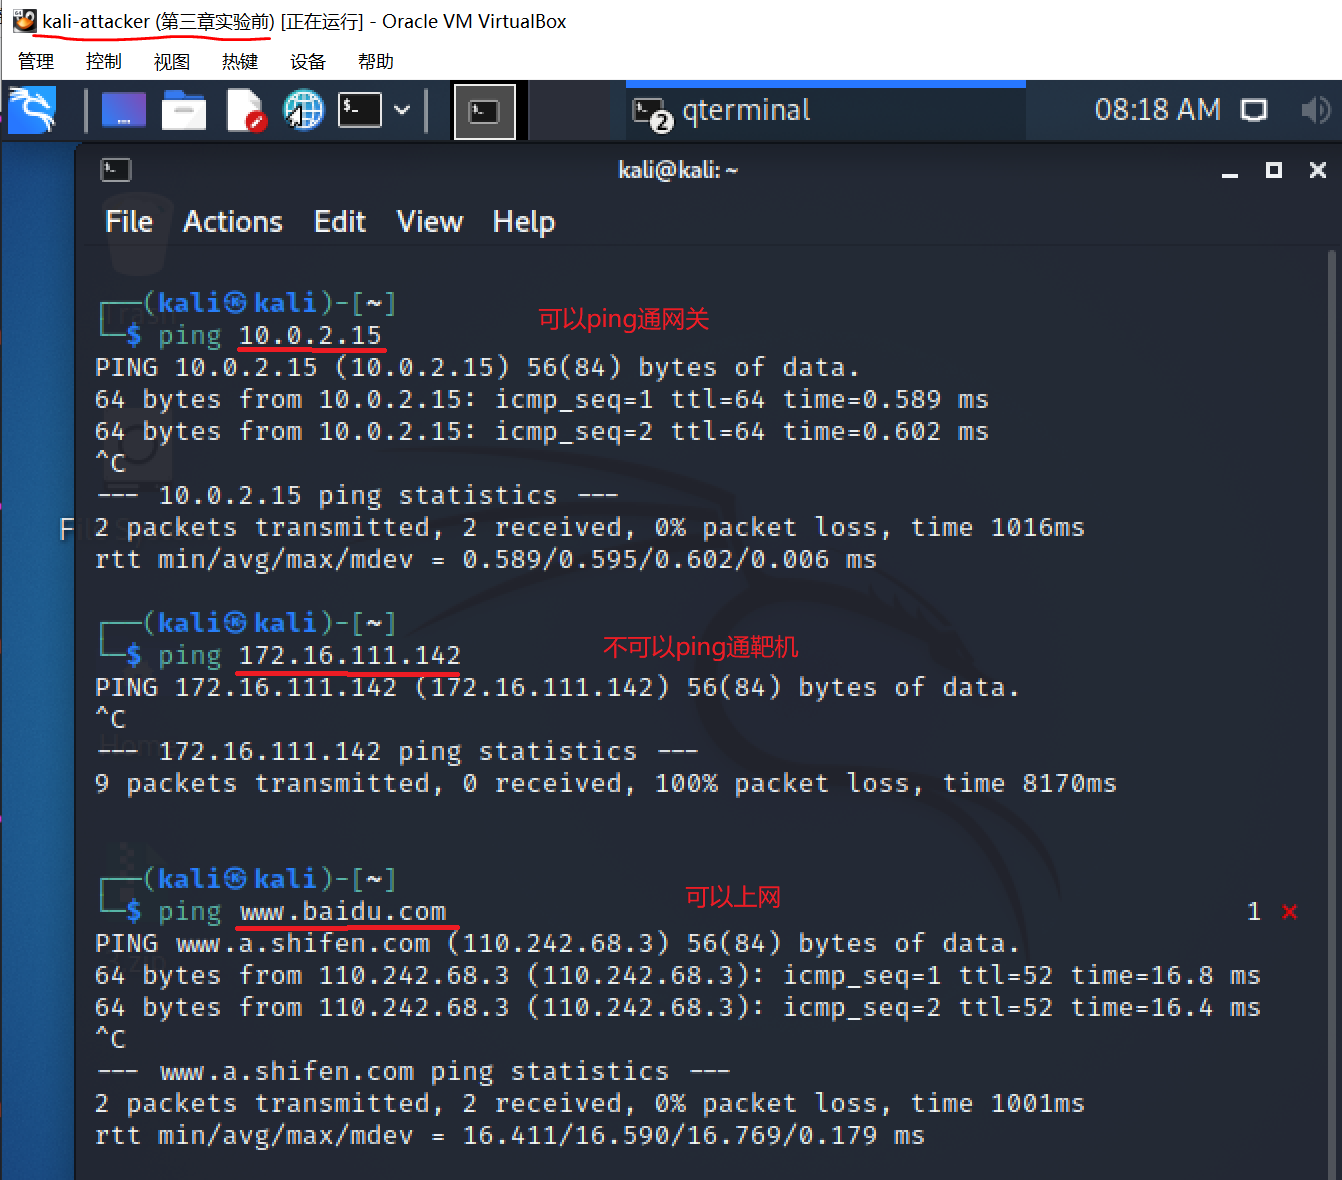 kali-attacker (第三章实验前) [正在运行] - Oracle VM VirtualBox
管理 控制 视图 热键 设备 帮助
2 qterminal 08:18 AM
kali@kali: ~
File Actions Edit View Help
┌──(kali㉿kali)-[~]
可以ping通网关
└─$ ping 10.0.2.15
PING 10.0.2.15 (10.0.2.15) 56(84) bytes of data.
64 bytes from 10.0.2.15: icmp_seq=1 ttl=64 time=0.589 ms
64 bytes from 10.0.2.15: icmp_seq=2 ttl=64 time=0.602 ms
^C
--- 10.0.2.15 ping statistics ---
2 packets transmitted, 2 received, 0% packet loss, time 1016ms
rtt min/avg/max/mdev = 0.589/0.595/0.602/0.006 ms
┌──(kali㉿kali)-[~]
不可以ping通靶机
└─$ ping 172.16.111.142
PING 172.16.111.142 (172.16.111.142) 56(84) bytes of data.
^C
--- 172.16.111.142 ping statistics ---
9 packets transmitted, 0 received, 100% packet loss, time 8170ms
┌──(kali㉿kali)-[~]
可以上网
└─$ ping www.baidu.com 1 ⨯
PING www.a.shifen.com (110.242.68.3) 56(84) bytes of data.
64 bytes from 110.242.68.3 (110.242.68.3): icmp_seq=1 ttl=52 time=16.8 ms
64 bytes from 110.242.68.3 (110.242.68.3): icmp_seq=2 ttl=52 time=16.4 ms
^C
--- www.a.shifen.com ping statistics ---
2 packets transmitted, 2 received, 0% packet loss, time 1001ms
rtt min/avg/max/mdev = 16.411/16.590/16.769/0.179 ms